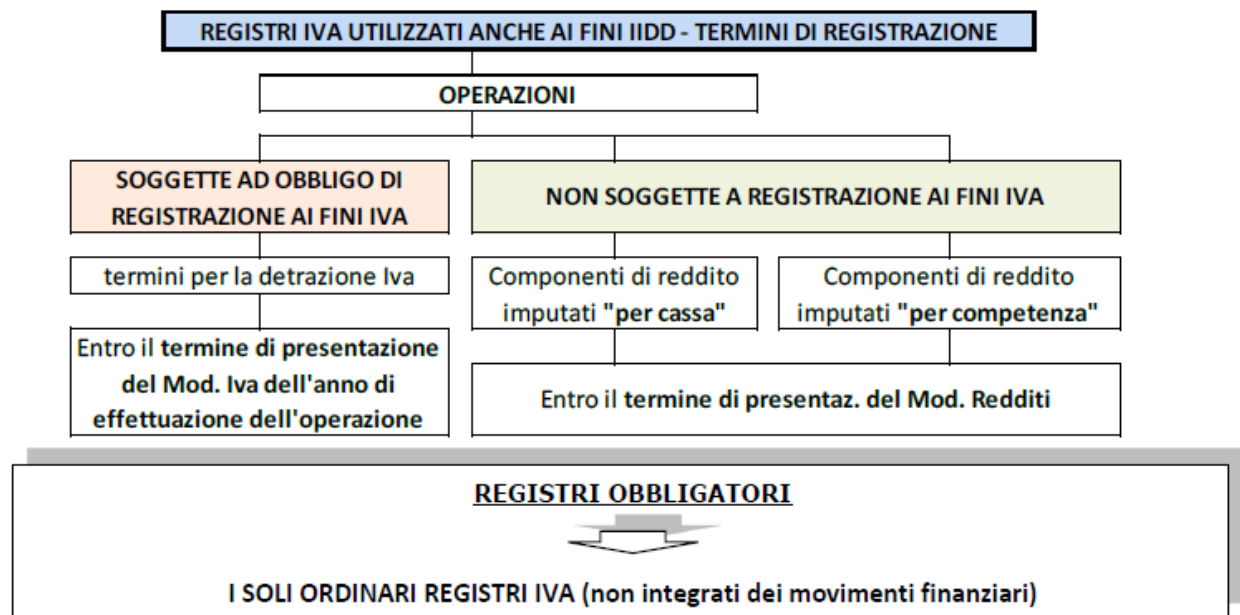 REGISTRI IVA UTILIZZATI ANCHE AI FINI IIDD - TERMINI DI REGISTRAZIONE
OPERAZIONI
SOGGETTE AD OBBLIGO DI
REGISTRAZIONE AI FINI IVA
NON SOGGETTE A REGISTRAZIONE AI FINI IVA
termini per la detrazione Iva
Componenti di reddito
imputati "per cassa"
Componenti di reddito
imputati "per competenza"
Entro il termine di presentazione
del Mod. Iva dell'anno di
effettuazione dell'operazione
Entro il termine di presentaz. del Mod. Redditi
REGISTRI OBBLIGATORI
I SOLI ORDINARI REGISTRI IVA (non integrati dei movimenti finanziari)